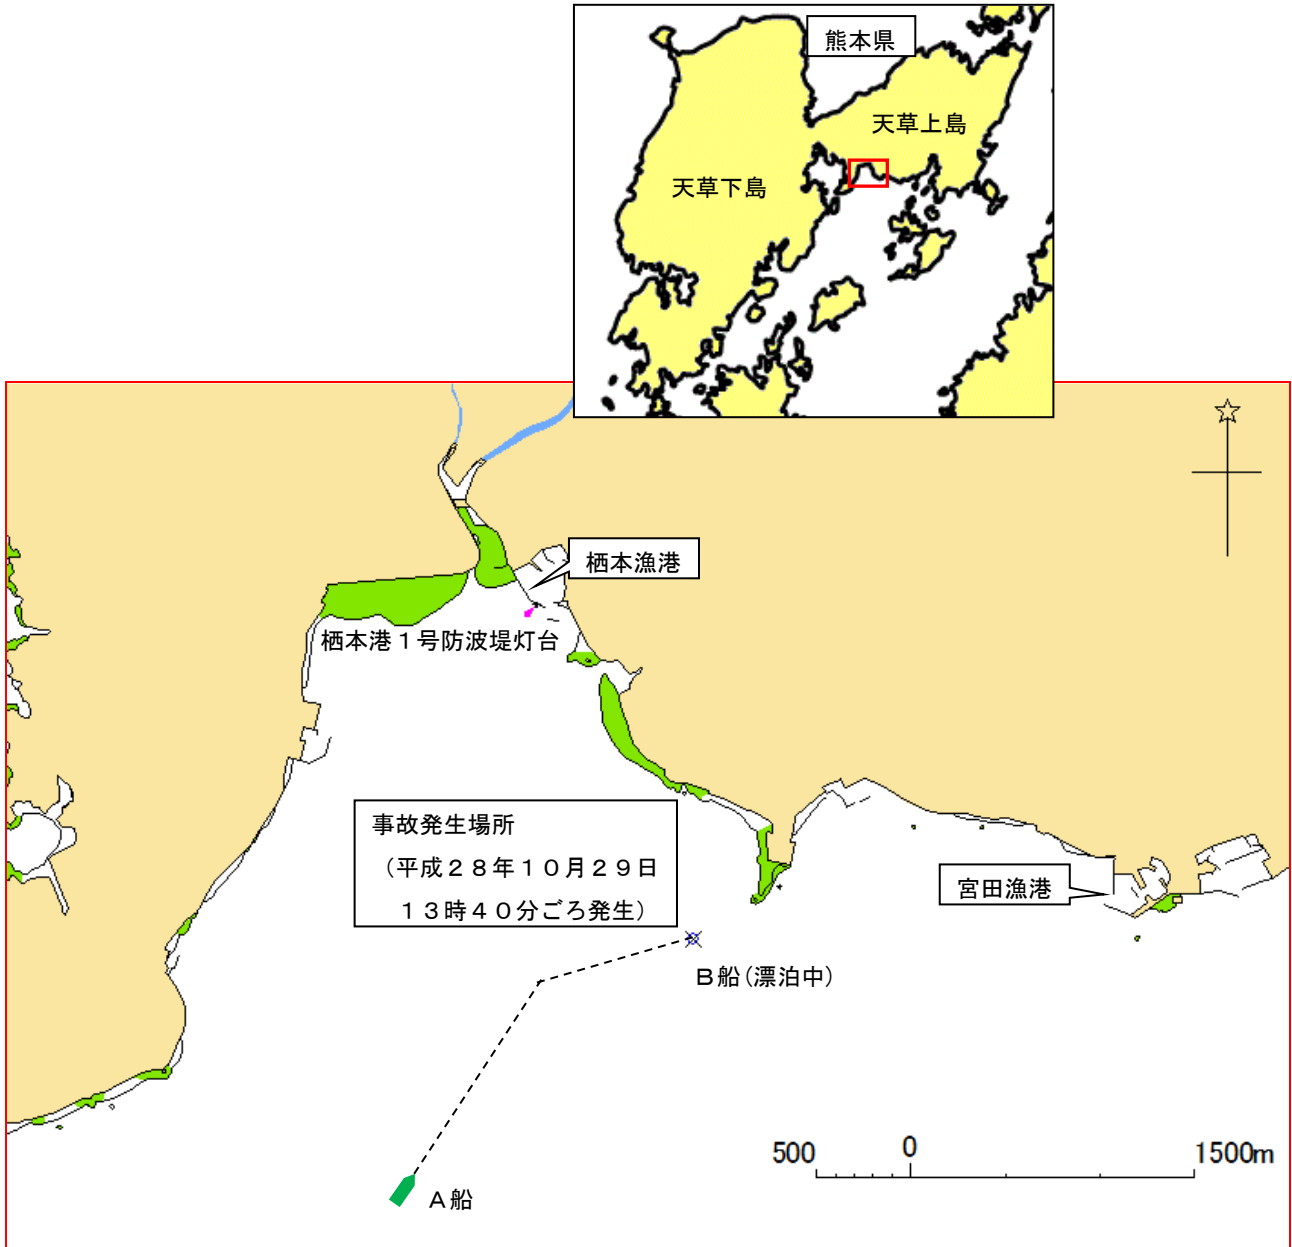 熊本県
天草上島
天草下島
栖本漁港
栖本港１号防波堤灯台
事故発生場所
（平成２８年１０月２９日
１３時４０分ごろ発生）
宮田漁港
Ｂ船（漂泊中）
Ａ船
500 0 1500m